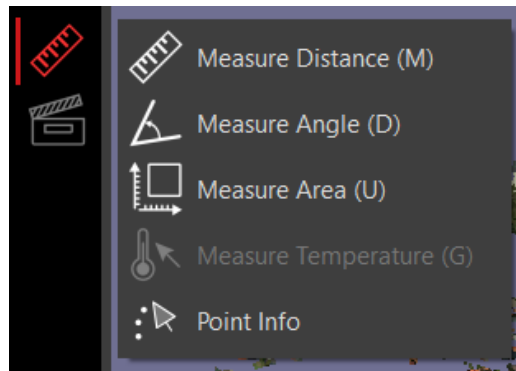 Measure Distance (M)
Measure Angle (D)
Measure Area (U)
Measure Temperature (G)
Point Info